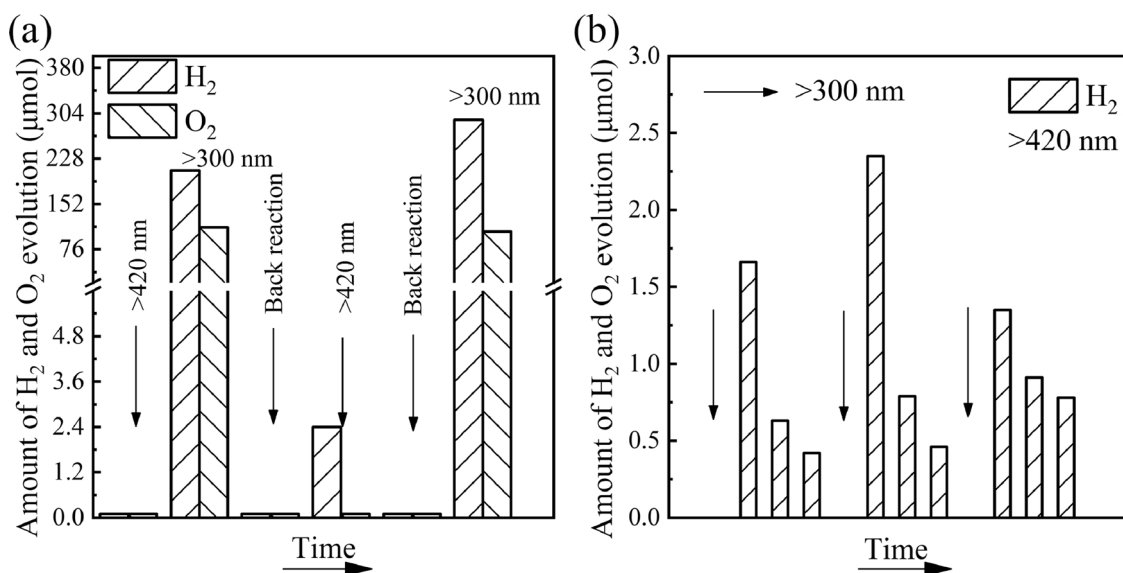 (a)
Amount of H₂ and O₂ evolution (μmol)
380
304
228
152
76
4.8
3.6
2.4
1.2
0.0
H₂
O₂
>420 nm
>300 nm
Back reaction
>420 nm
Back reaction
>300 nm
Time
(b)
Amount of H₂ and O₂ evolution (μmol)
3.0
2.5
2.0
1.5
1.0
0.5
0.0
>300 nm
H₂
>420 nm
Time